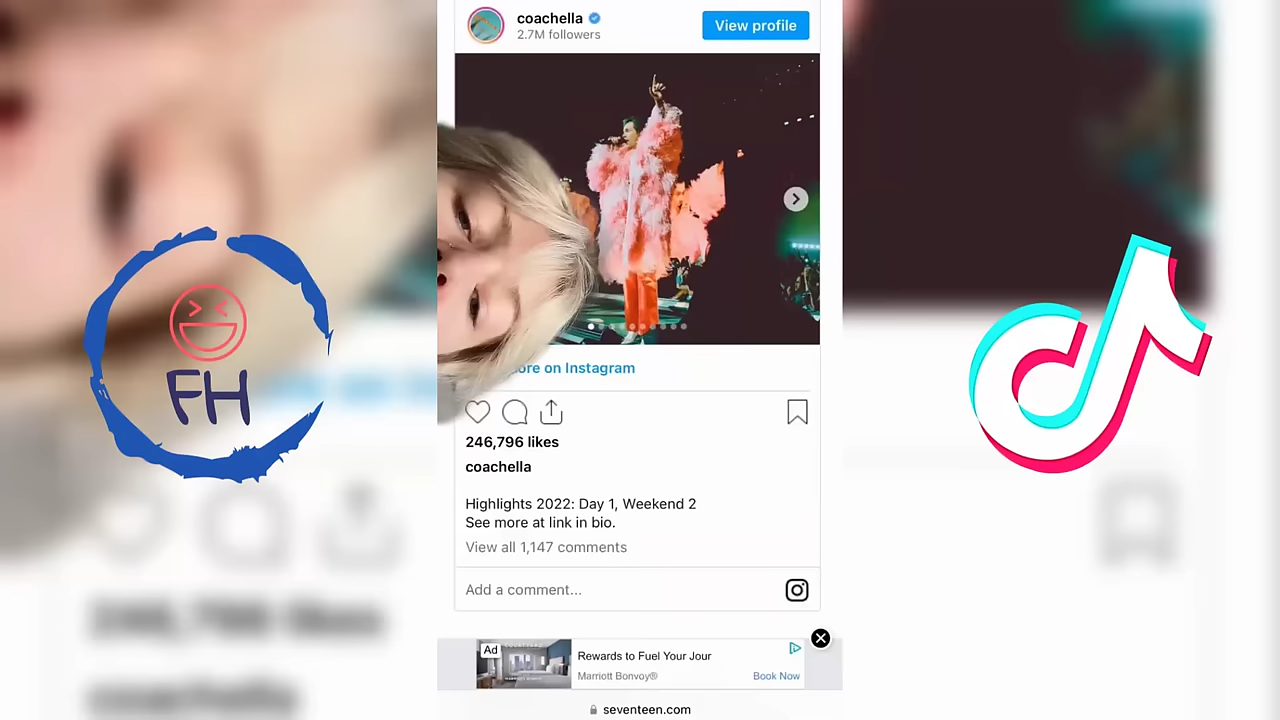 coachella
2.7M followers
View profile
ore on Instagram
246,796 likes
coachella
Highlights 2022: Day 1, Weekend 2
See more at link in bio.
View all 1,147 comments
Add a comment...
Ad
Rewards to Fuel Your Jour
Marriott Bonvoy®
Book Now
seventeen.com
FH